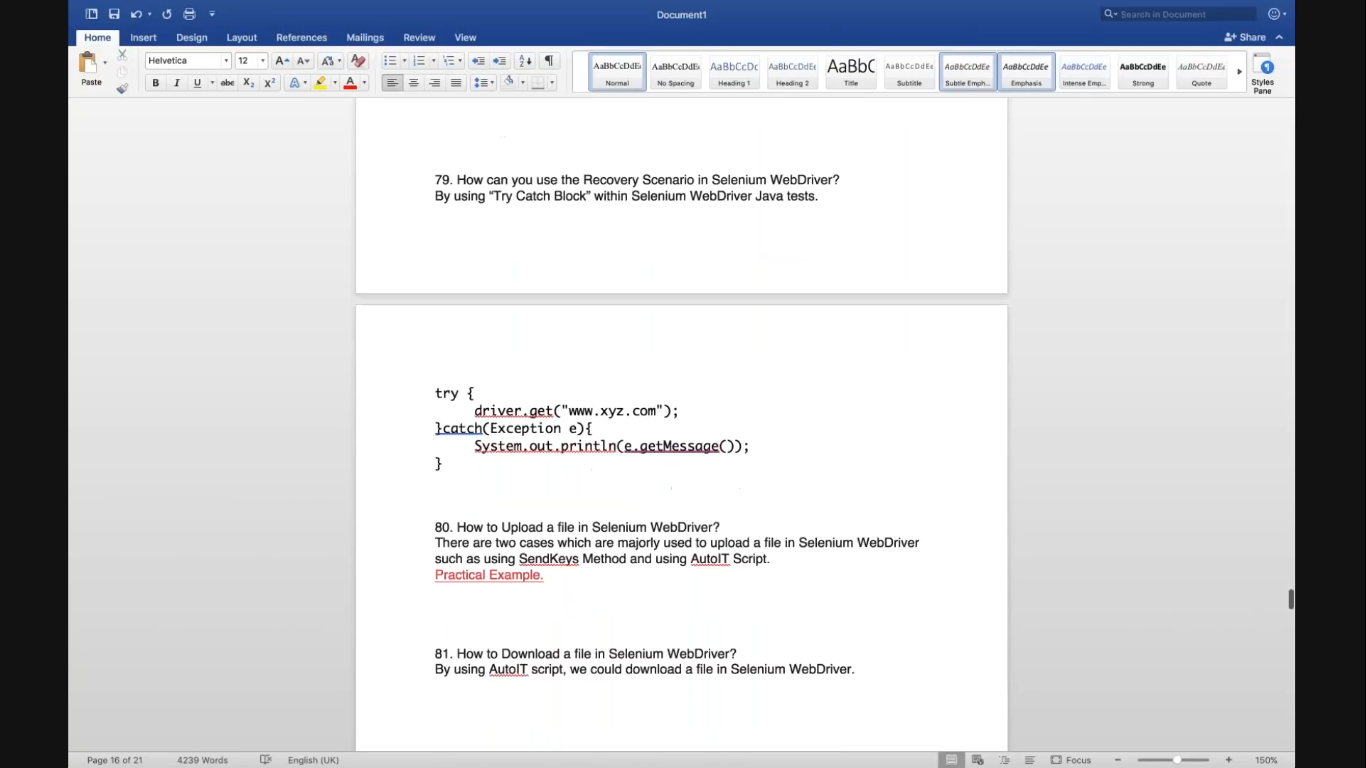 Document1
Search in Document
Home Insert Design Layout References Mailings Review View
Share
Paste
Helvetica 12
AaBbCcDdEe AaBbCcDdEe AaBbCcDc AaBbCcDdEe AaBbC AaBbCcDdEe AaBbCcDdEe AaBbCcDdEe AaBbCcDdEe AaBbCcDdEe AaBbCcDdEe
Normal No Spacing Heading 1 Heading 2 Title Subtitle Subtle Emph... Emphasis Intense Emp... Strong Quote
Styles
Pane
79. How can you use the Recovery Scenario in Selenium WebDriver?
By using “Try Catch Block” within Selenium WebDriver Java tests.
try {
driver.get("www.xyz.com");
}catch(Exception e){
System.out.println(e.getMessage());
}
80. How to Upload a file in Selenium WebDriver?
There are two cases which are majorly used to upload a file in Selenium WebDriver
such as using SendKeys Method and using AutoIT Script.
Practical Example.
81. How to Download a file in Selenium WebDriver?
By using AutoIT script, we could download a file in Selenium WebDriver.
Page 16 of 21 4239 Words English (UK) Focus 150%